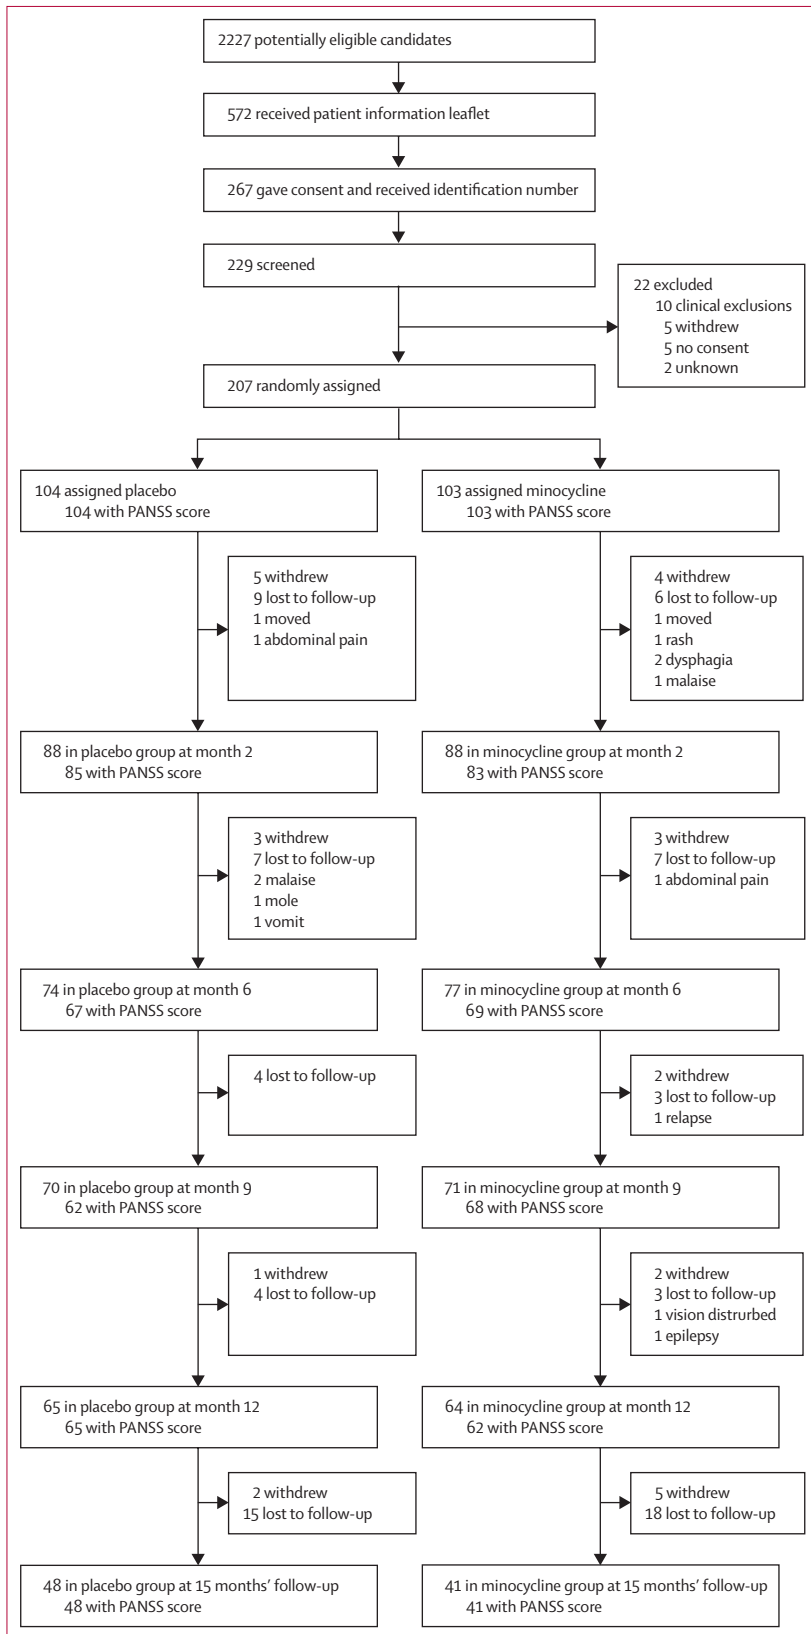 2227 potentially eligible candidates
572 received patient information leaflet
267 gave consent and received identification number
229 screened
22 excluded
10 clinical exclusions
5 withdrew
5 no consent
2 unknown
207 randomly assigned
104 assigned placebo
104 with PANSS score
103 assigned minocycline
103 with PANSS score
5 withdrew
9 lost to follow-up
1 moved
1 abdominal pain
4 withdrew
6 lost to follow-up
1 moved
1 rash
2 dysphagia
1 malaise
88 in placebo group at month 2
85 with PANSS score
88 in minocycline group at month 2
83 with PANSS score
3 withdrew
7 lost to follow-up
2 malaise
1 mole
1 vomit
3 withdrew
7 lost to follow-up
1 abdominal pain
74 in placebo group at month 6
67 with PANSS score
77 in minocycline group at month 6
69 with PANSS score
4 lost to follow-up
2 withdrew
3 lost to follow-up
1 relapse
70 in placebo group at month 9
62 with PANSS score
71 in minocycline group at month 9
68 with PANSS score
1 withdrew
4 lost to follow-up
2 withdrew
3 lost to follow-up
1 vision distrurbed
1 epilepsy
65 in placebo group at month 12
65 with PANSS score
64 in minocycline group at month 12
62 with PANSS score
2 withdrew
15 lost to follow-up
5 withdrew
18 lost to follow-up
48 in placebo group at 15 months’ follow-up
48 with PANSS score
41 in minocycline group at 15 months’ follow-up
41 with PANSS score